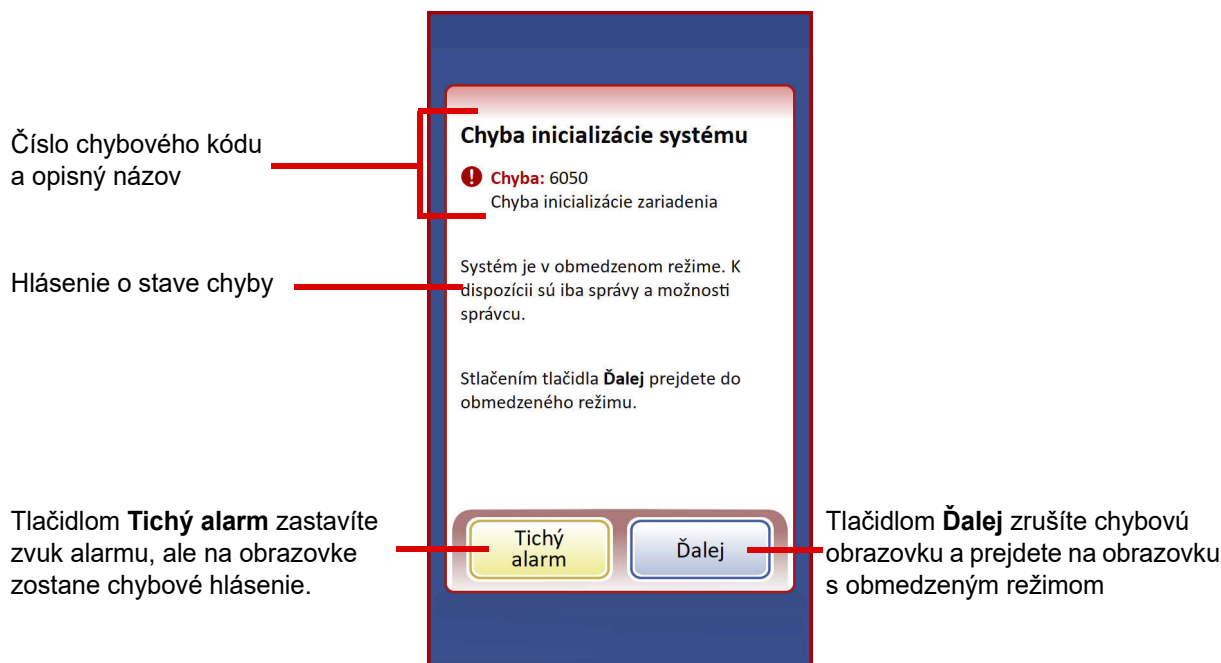 Číslo chybového kódu
a opisný názov
Hlásenie o stave chyby
Tlačidlom Tichý alarm zastavíte
zvuk alarmu, ale na obrazovke
zostane chybové hlásenie.
Chyba inicializácie systému
Chyba: 6050
Chyba inicializácie zariadenia
Systém je v obmedzenom režime. K
dispozícii sú iba správy a možnosti
správcu.
Stlačením tlačidla Ďalej prejdete do
obmedzeného režimu.
Tichý
alarm
Ďalej
Tlačidlom Ďalej zrušíte chybovú
obrazovku a prejdete na obrazovku
s obmedzeným režimom